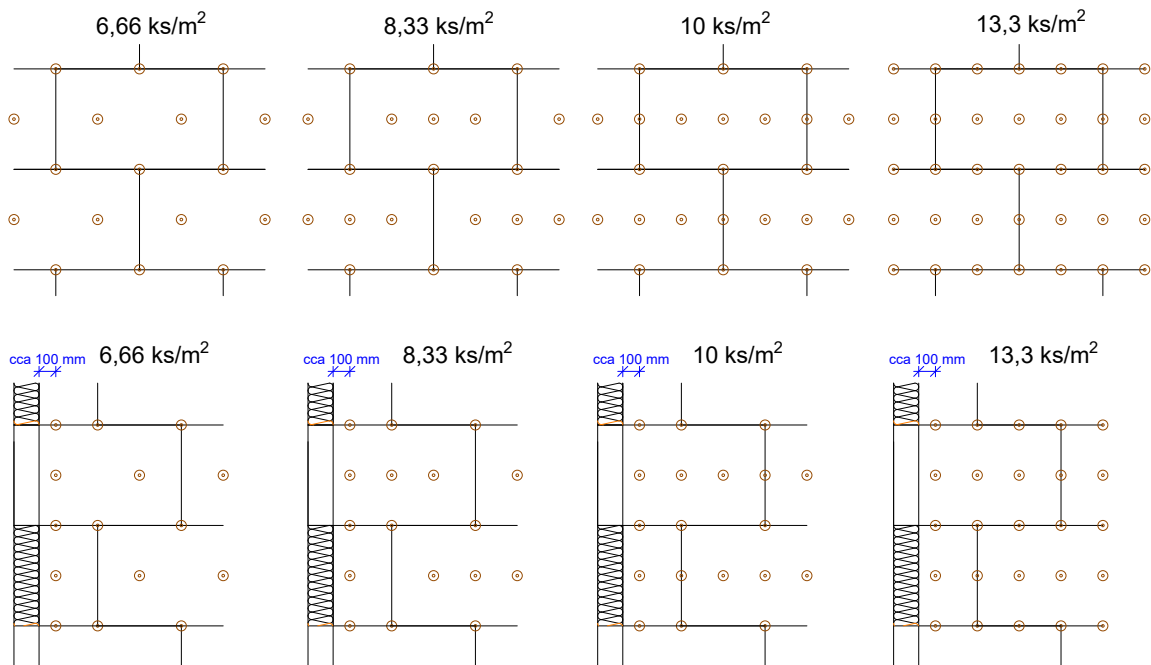 6,66 ks/m²
8,33 ks/m²
10 ks/m²
13,3 ks/m²
cca 100 mm
6,66 ks/m²
cca 100 mm
8,33 ks/m²
cca 100 mm
10 ks/m²
cca 100 mm
13,3 ks/m²